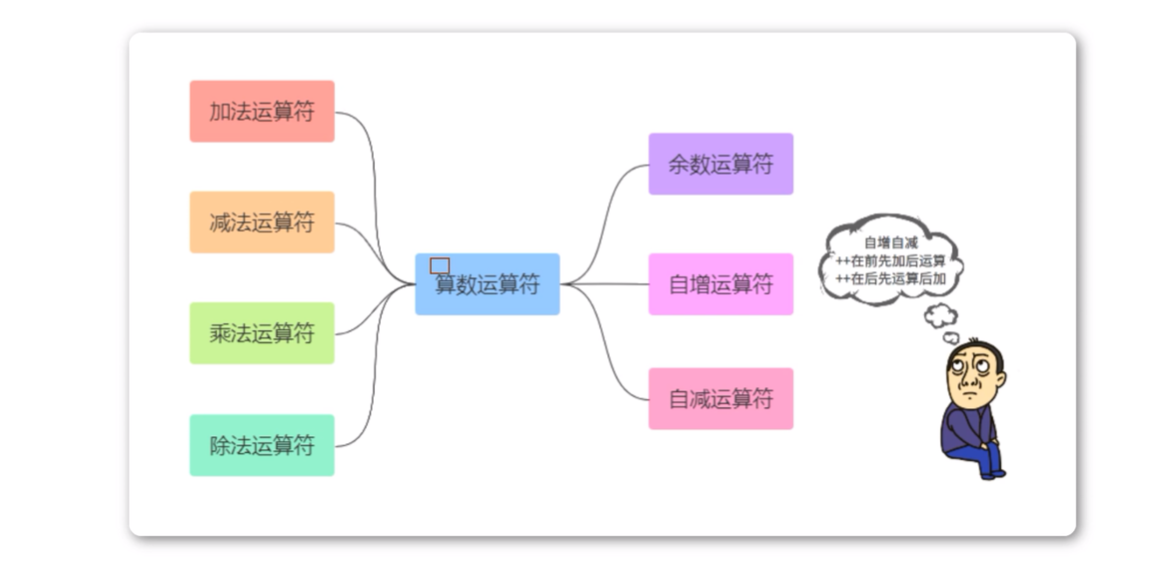 加法运算符
减法运算符
乘法运算符
除法运算符
算数运算符
余数运算符
自增运算符
自减运算符
自增自减
++在前先加后运算
++在后先运算后加